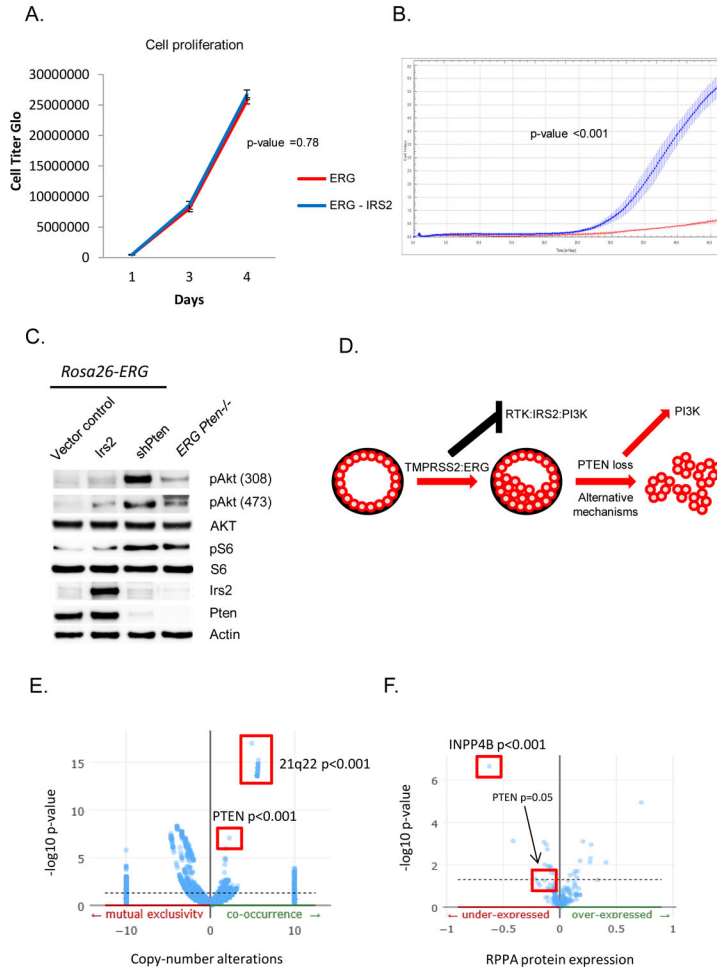 A.
Cell proliferation
30000000
25000000
20000000
15000000
10000000
5000000
0
Cell Titer Glo
1 3 4
Days
p-value =0.78
ERG
ERG - IRS2
B.
p-value <0.001
C.
Rosa26-ERG
Vector control
Irs2
shPten
ERG Pten-/-
pAkt (308)
pAkt (473)
AKT
pS6
S6
Irs2
Pten
Actin
D.
RTK:IRS2:PI3K
PI3K
TMPRSS2:ERG
PTEN loss
Alternative
mechanisms
E.
-log10 p-value
15
10
5
0
21q22 p<0.001
PTEN p<0.001
← mutual exclusivity
co-occurrence →
−10 0 10
Copy-number alterations
F.
-log10 p-value
6
4
2
0
INPP4B p<0.001
PTEN p=0.05
← under-expressed
over-expressed →
−1 −0.5 0 0.5 1
RPPA protein expression